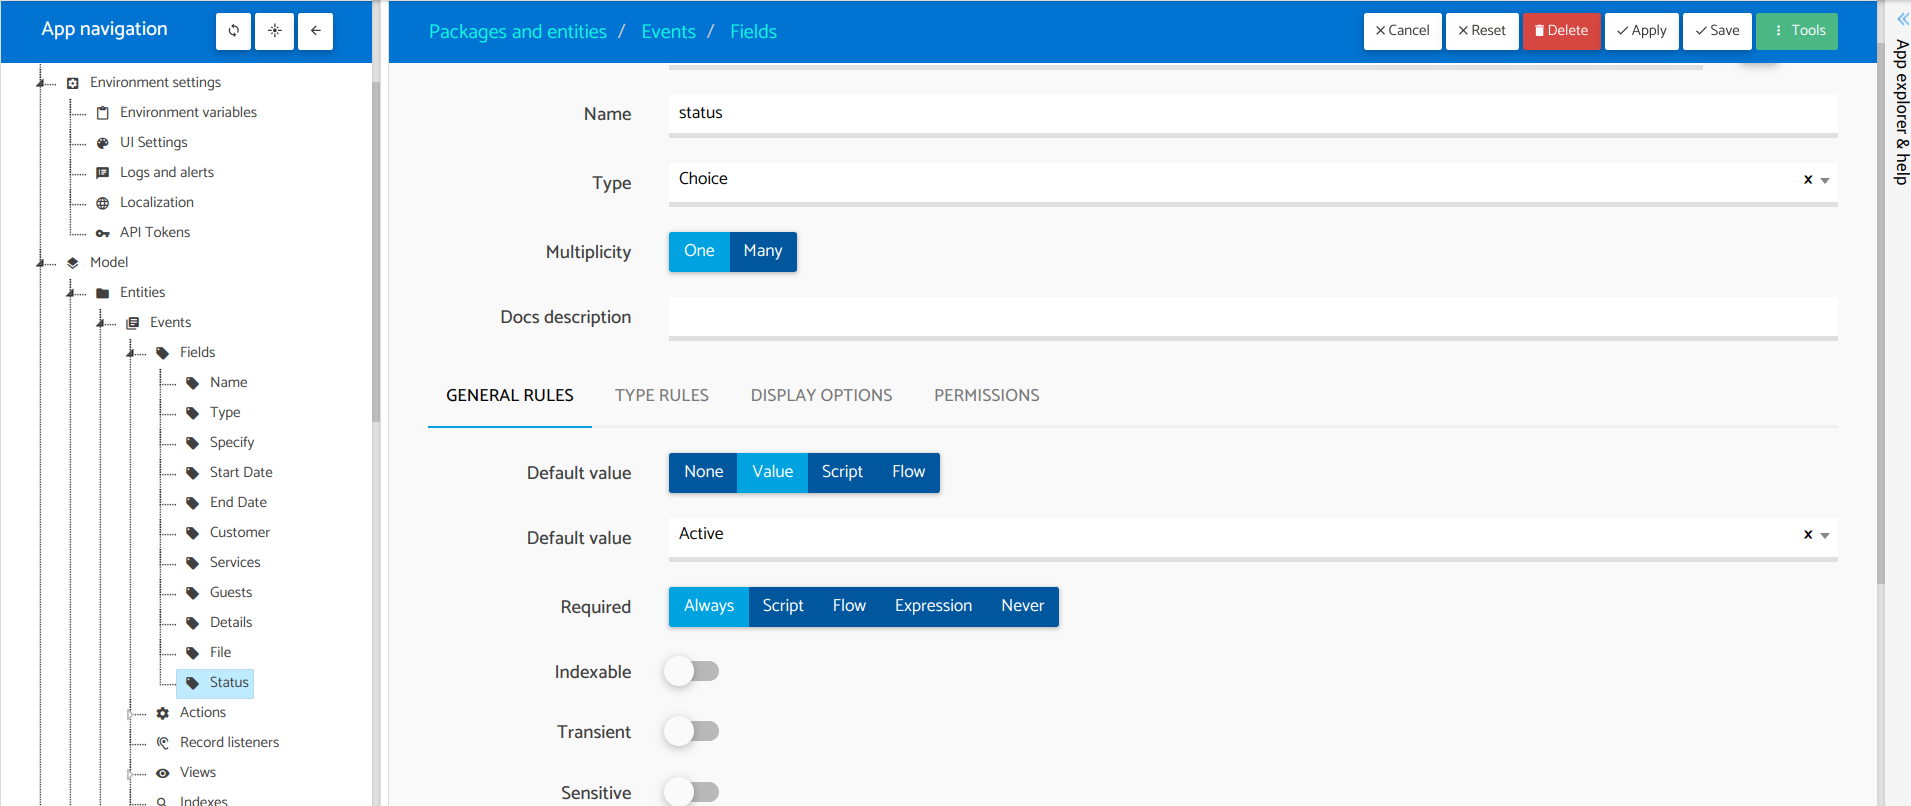 App navigation
Environment settings
Environment variables
UI Settings
Logs and alerts
Localization
API Tokens
Model
Entities
Events
Fields
Name
Type
Specify
Start Date
End Date
Customer
Services
Guests
Details
File
Status
Actions
Record listeners
Views
Indexes
Packages and entities / Events / Fields
Cancel Reset Delete Apply Save Tools
Name status
Type Choice
Multiplicity One Many
Docs description
GENERAL RULES TYPE RULES DISPLAY OPTIONS PERMISSIONS
Default value None Value Script Flow
Default value Active
Required Always Script Flow Expression Never
Indexable
Transient
Sensitive
App explorer & help